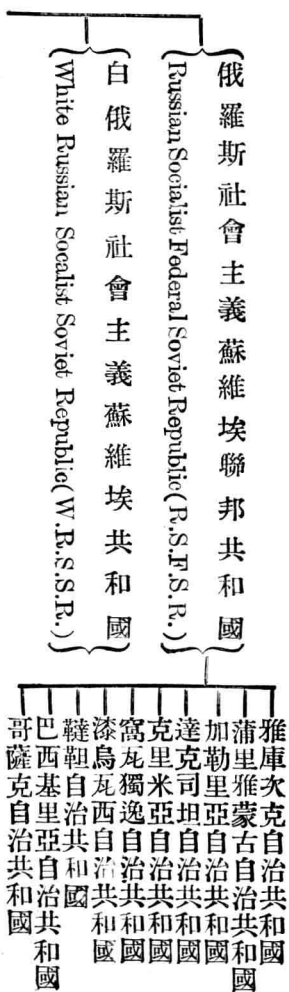 俄羅斯社會主義蘇維埃聯邦共和國
Russian Socialist Federal Soviet Republic (R.S.F.S.R.)
白俄羅斯社會主義蘇維埃共和國
White Russian Socalist Soviet Republic (W.R.S.S.R.)
雅庫次克自治共和國
蒲里雅蒙古自治共和國
加勒里亞自治共和國
達克司坦自治共和國
克里米亞自治共和國
窩瓦獨逸自治共和國
漆烏瓦西自治共和國
韃靼自治共和國
巴西基里亞自治共和國
哥薩克自治共和國